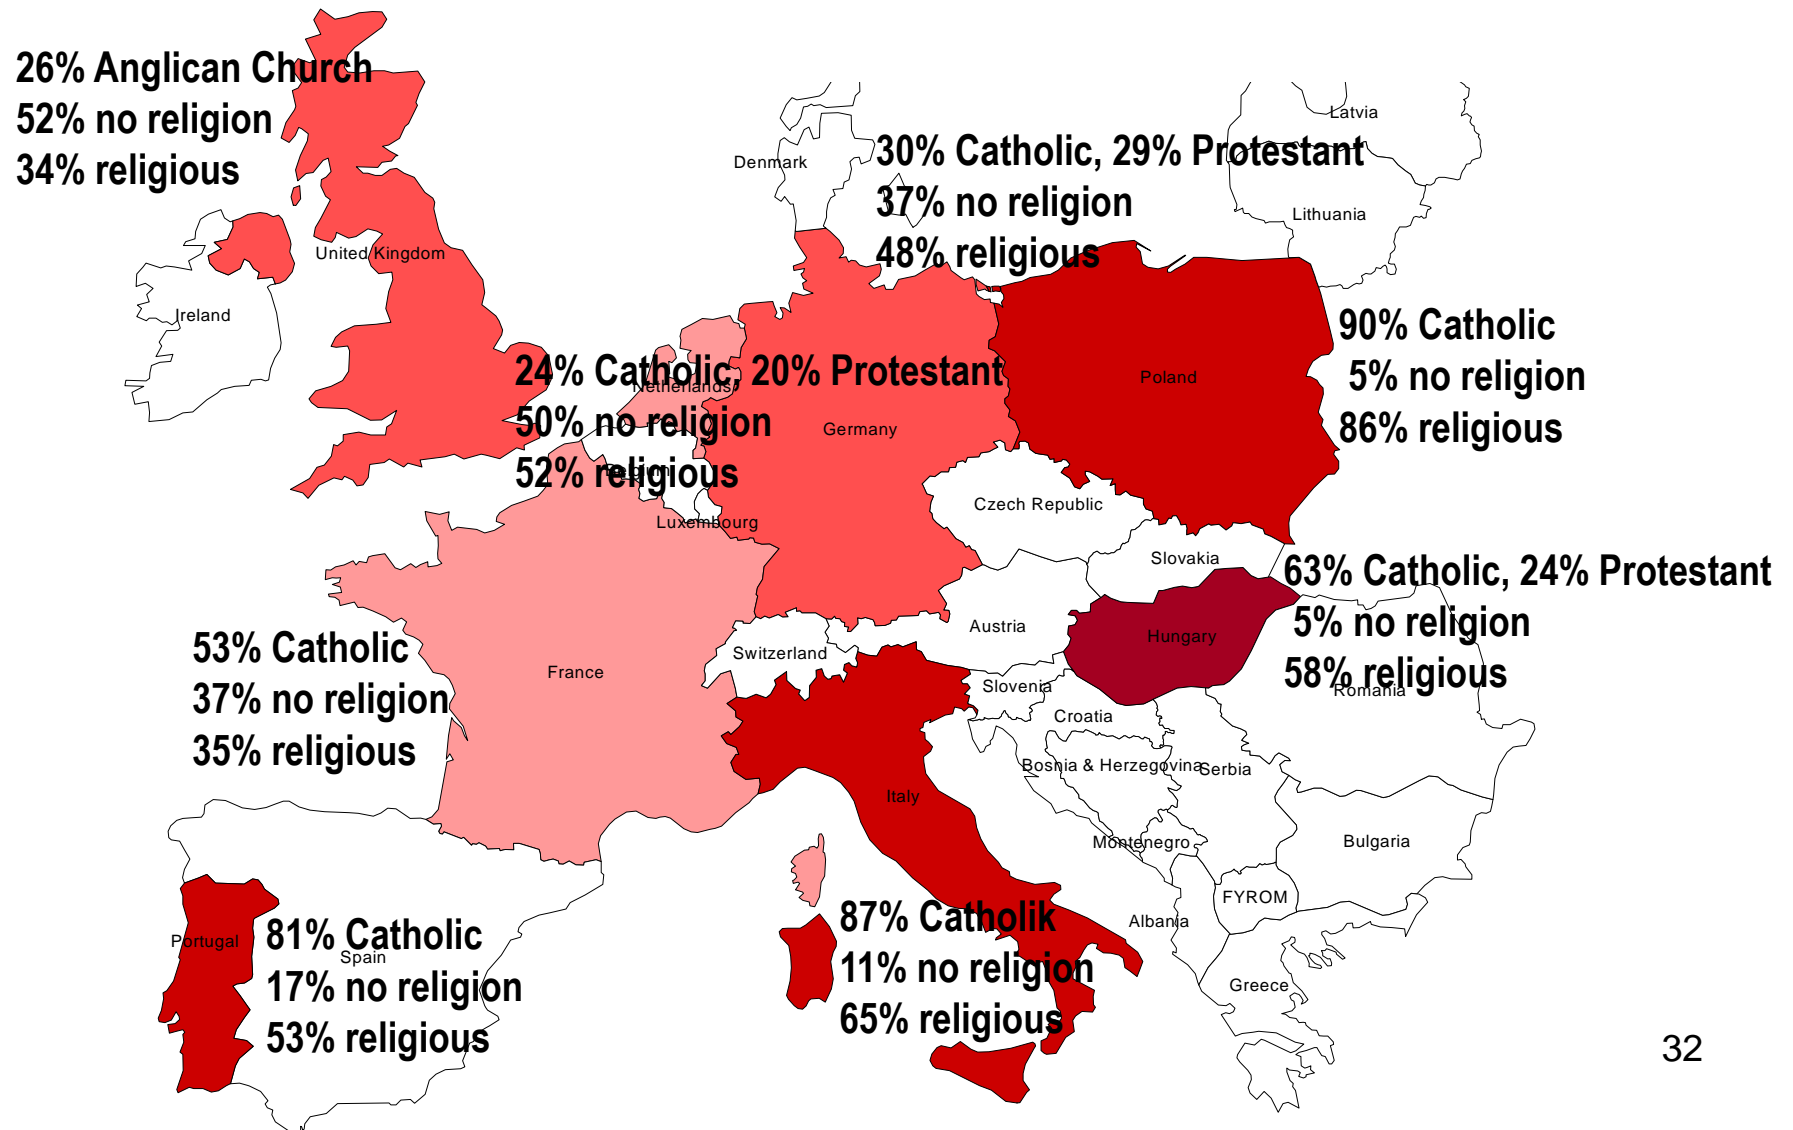 26% Anglican Church
52% no religion
34% religious
Latvia
Denmark
30% Catholic, 29% Protestant
37% no religion
48% religious
Lithuania
United Kingdom
Ireland
90% Catholic
5% no religion
86% religious
24% Catholic, 20% Protestant
50% no religion
52% religious
Netherlands
Poland
Germany
Belgium
Czech Republic
Luxembourg
Slovakia
63% Catholic, 24% Protestant
5% no religion
58% religious
Austria
Hungary
53% Catholic
37% no religion
35% religious
France
Switzerland
Slovenia
Romania
Croatia
Bosnia & Herzegovina
Serbia
Italy
Montenegro
Bulgaria
FYROM
Albania
87% Catholik
11% no religion
65% religious
Portugal
81% Catholic
17% no religion
53% religious
Spain
Greece
32